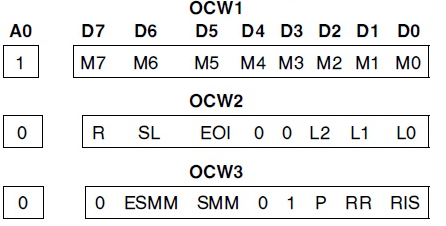 OCW1
A0 D7 D6 D5 D4 D3 D2 D1 D0
1 M7 M6 M5 M4 M3 M2 M1 M0
OCW2
0 R SL EOI 0 0 L2 L1 L0
OCW3
0 0 ESMM SMM 0 1 P RR RIS